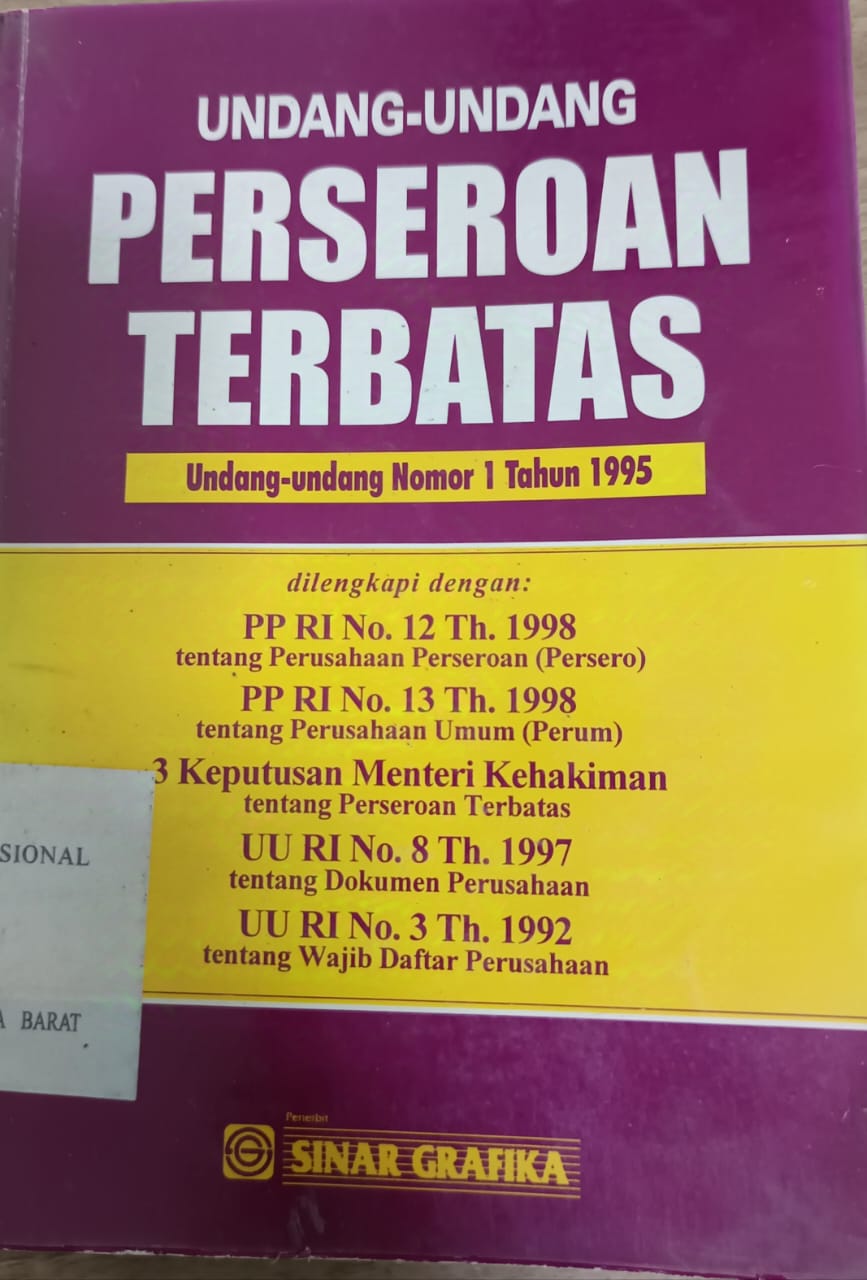 UNDANG-UNDANG
PERSEROAN
TERBATAS
Undang-undang Nomor 1 Tahun 1995
dilengkapi dengan:
PP RI No. 12 Th. 1998
tentang Perusahaan Perseroan (Persero)
PP RI No. 13 Th. 1998
tentang Perusahaan Umum (Perum)
3 Keputusan Menteri Kehakiman
tentang Perseroan Terbatas
UU RI No. 8 Th. 1997
tentang Dokumen Perusahaan
UU RI No. 3 Th. 1992
tentang Wajib Daftar Perusahaan
SIONAL
A BARAT
Penerbit
SINAR GRAFIKA